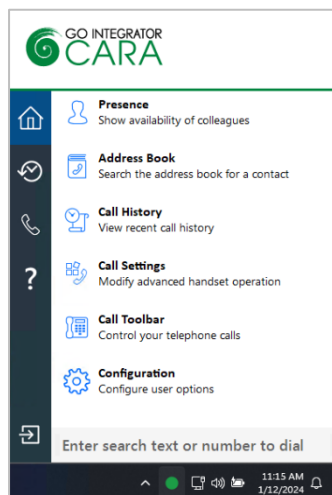 GO INTEGRATOR
CARA
Presence
Show availability of colleagues
Address Book
Search the address book for a contact
Call History
View recent call history
Call Settings
Modify advanced handset operation
Call Toolbar
Control your telephone calls
?
Configuration
Configure user options
Enter search text or number to dial
11:15 AM
1/12/2024